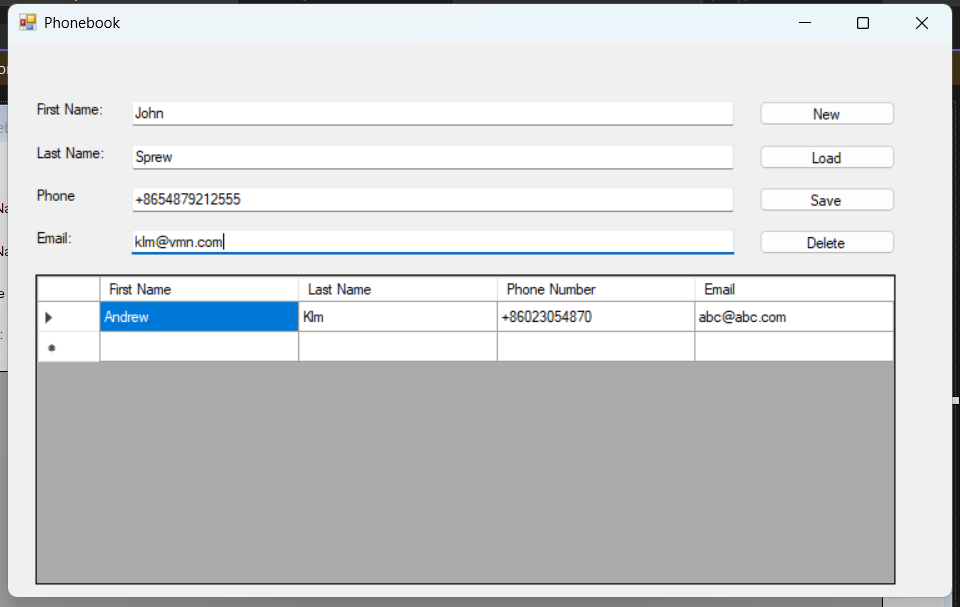 Phonebook
First Name: John New
Last Name: Sprew Load
Phone +8654879212555 Save
Email: klm@vmn.com Delete
First Name Last Name Phone Number Email
Andrew Klm +86023054870 abc@abc.com